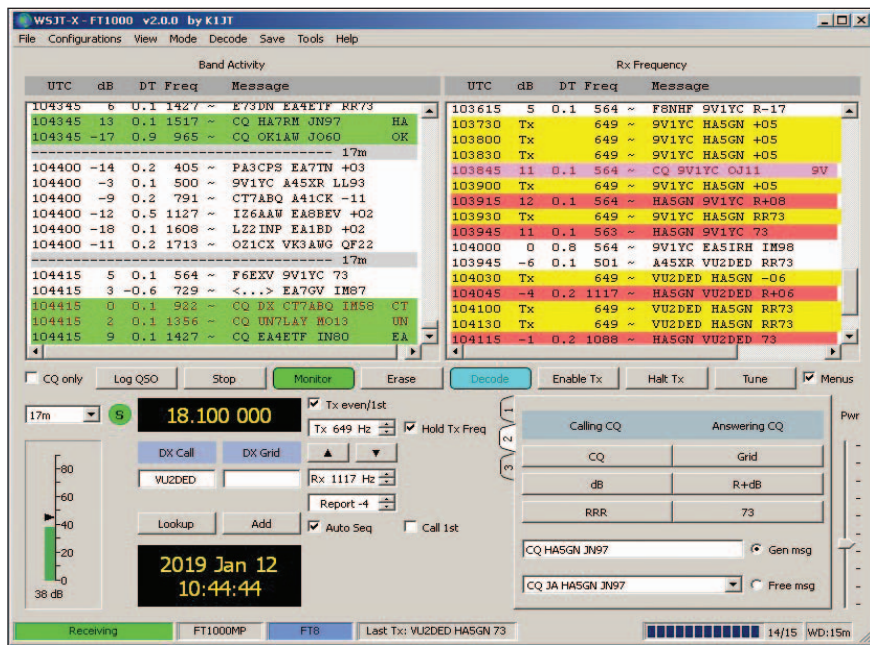 WSJT-X - FT1000 v2.0.0 by K1JT
File Configurations View Mode Decode Save Tools Help
Band Activity
UTC dB DT Freq Message
104345 6 0.1 1427 ~ E73DN EA4ETF RR73
104345 13 0.1 1517 ~ CQ HA7RM JN97 HA
104345 -17 0.9 965 ~ CQ OK1AW JO60 OK
------------------------------------ 17m
104400 -14 0.2 405 ~ PA3CPS EA7TN +03
104400 -3 0.1 500 ~ 9V1YC A45XR LL93
104400 -9 0.2 791 ~ CT7ABQ A41CK -11
104400 -12 0.5 1127 ~ IZ6AAW EA8BEV +02
104400 -18 0.1 1608 ~ LZ2INP EA1BD +02
104400 -11 0.2 1713 ~ OZ1CX VK3AWG QF22
------------------------------------ 17m
104415 5 0.1 564 ~ F6EXV 9V1YC 73
104415 3 -0.6 729 ~ <...> EA7GV IM87
104415 0 0.1 922 ~ CQ DX CT7ABQ IM58 CT
104415 2 0.1 1356 ~ CQ UN7LAY MO13 UN
104415 9 0.1 1427 ~ CQ EA4ETF IN80 EA
Rx Frequency
UTC dB DT Freq Message
103615 5 0.1 564 ~ F8NHF 9V1YC R-17
103730 Tx 649 ~ 9V1YC HA5GN +05
103800 Tx 649 ~ 9V1YC HA5GN +05
103830 Tx 649 ~ 9V1YC HA5GN +05
103845 11 0.1 564 ~ CQ 9V1YC OJ11 9V
103900 Tx 649 ~ 9V1YC HA5GN +05
103915 12 0.1 564 ~ HA5GN 9V1YC R+08
103930 Tx 649 ~ 9V1YC HA5GN RR73
103945 11 0.1 563 ~ HA5GN 9V1YC 73
104000 0 0.8 564 ~ 9V1YC EA5IRH IM98
103945 -6 0.1 501 ~ A45XR VU2DED RR73
104030 Tx 649 ~ VU2DED HA5GN -06
104045 -4 0.2 1117 ~ HA5GN VU2DED R+06
104100 Tx 649 ~ VU2DED HA5GN RR73
104130 Tx 649 ~ VU2DED HA5GN RR73
104115 -1 0.2 1088 ~ HA5GN VU2DED 73
CQ only Log QSO Stop Monitor Erase Decode Enable Tx Halt Tx Tune Menus
17m S 18.100 000
Tx even/1st
Tx 649 Hz Hold Tx Freq
DX Call DX Grid
VU2DED
Rx 1117 Hz
Report -4
Lookup Add
Auto Seq Call 1st
2019 Jan 12
10:44:44
-80
-60
-40
-20
-0
38 dB
1
2
3
Calling CQ Answering CQ
CQ Grid
dB R+dB
RRR 73
CQ HA5GN JN97 Gen msg
CQ JA HA5GN JN97 Free msg
Pwr
Receiving FT1000MP FT8 Last Tx: VU2DED HA5GN 73 14/15 WD:15m